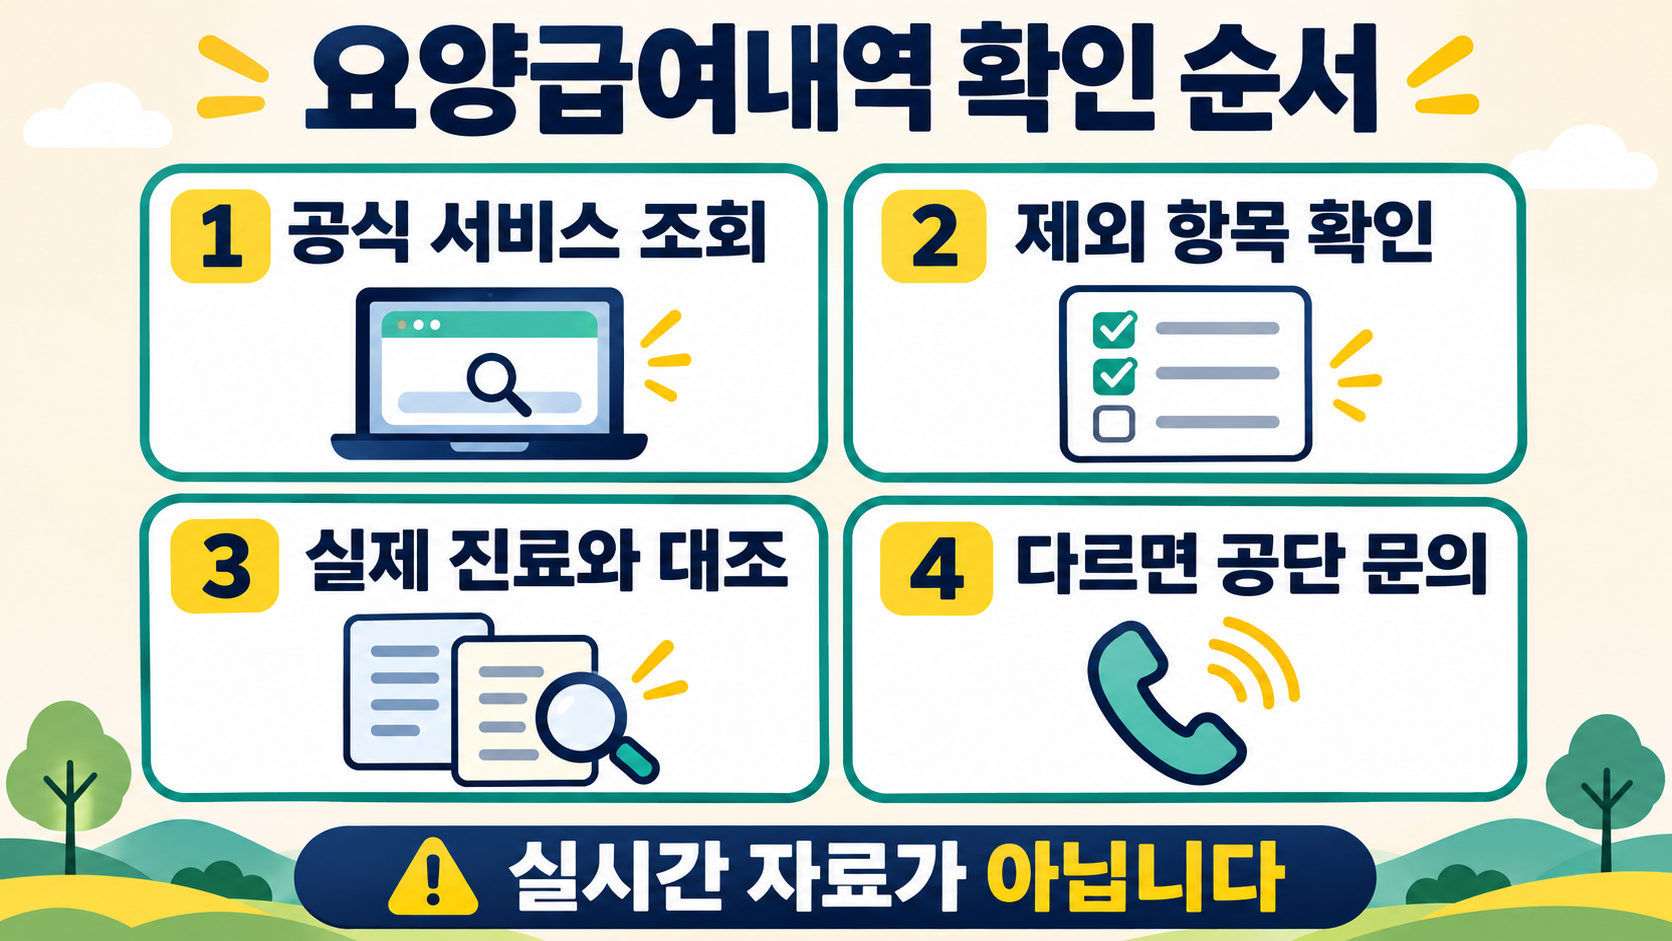 요양급여내역 확인 순서
1 공식 서비스 조회
2 제외 항목 확인
3 실제 진료와 대조
4 다르면 공단 문의
실시간 자료가 아닙니다